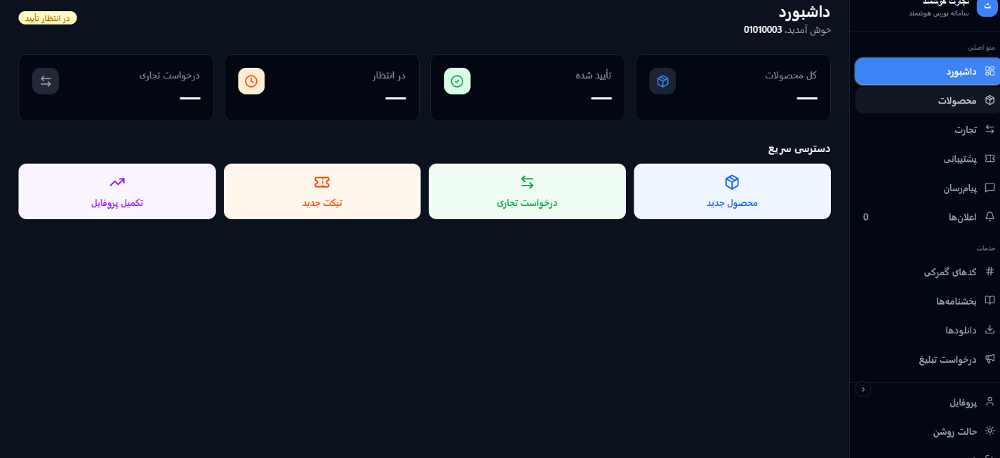 تجارت هوشمند
سامانه بورس هوشمند
ت
منو اصلی
داشبورد
محصولات
تجارت
پشتیبانی
پیام‌رسان
اعلان‌ها
0
خدمات
کدهای گمرکی
بخشنامه‌ها
دانلودها
درخواست تبلیغ
پروفایل
حالت روشن
داشبورد
خوش آمدید، 01010003
در انتظار تأیید
کل محصولات
—
تأیید شده
—
در انتظار
—
درخواست تجاری
—
دسترسی سریع
محصول جدید
درخواست تجاری
تیکت جدید
تکمیل پروفایل